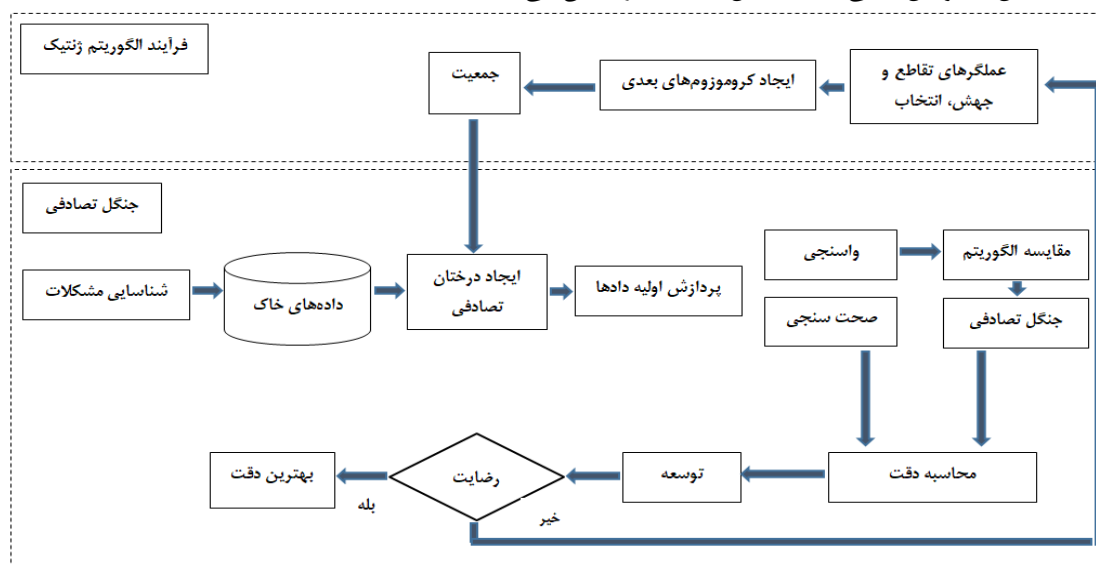 فرآیند الگوریتم ژنتیک
عملگرهای تقاطع و
جهش، انتخاب
ایجاد کروموزوم‌های بعدی
جمعیت
جنگل تصادفی
شناسایی مشکلات
داده‌های خاک
ایجاد درختان
تصادفی
پردازش اولیه دادها
واسنجی
مقایسه الگوریتم
صحت سنجی
جنگل تصادفی
محاسبه دقت
توسعه
رضایت
بهترین دقت
بله
خیر